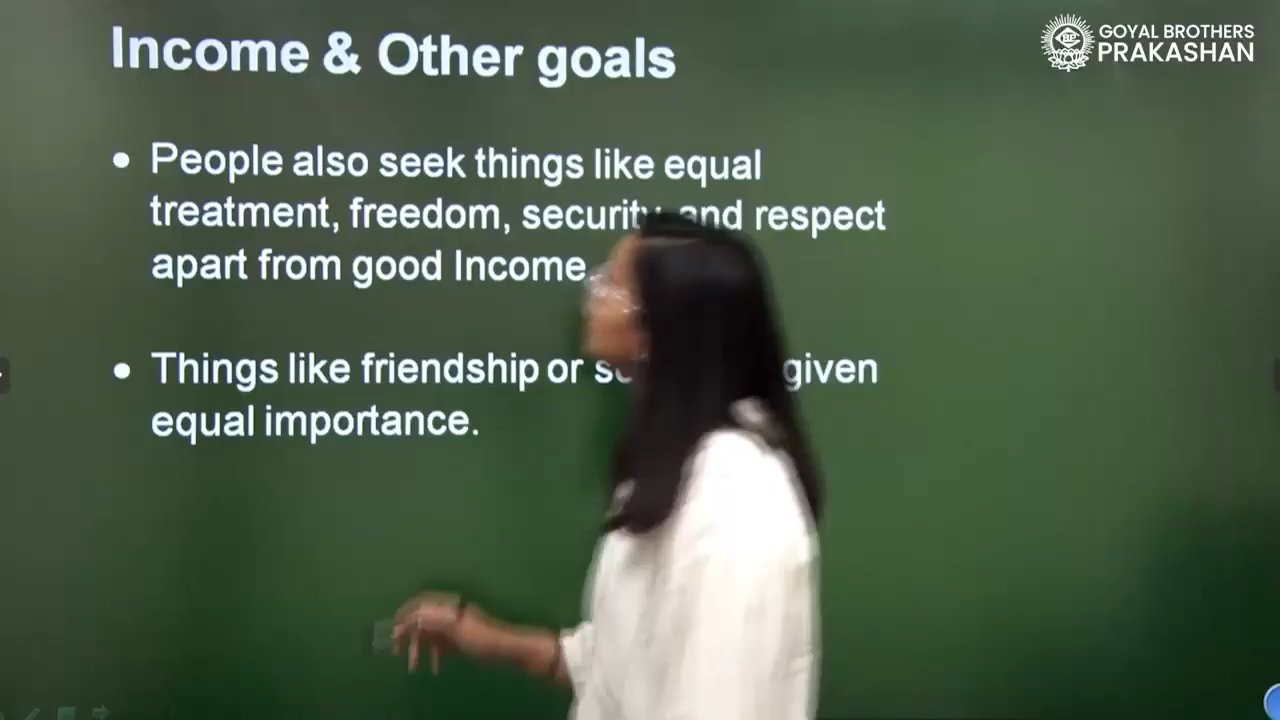 Income & Other goals
GOYAL BROTHERS
PRAKASHAN
• People also seek things like equal
treatment, freedom, security, and respect
apart from good Income
• Things like friendship or given
equal importance.